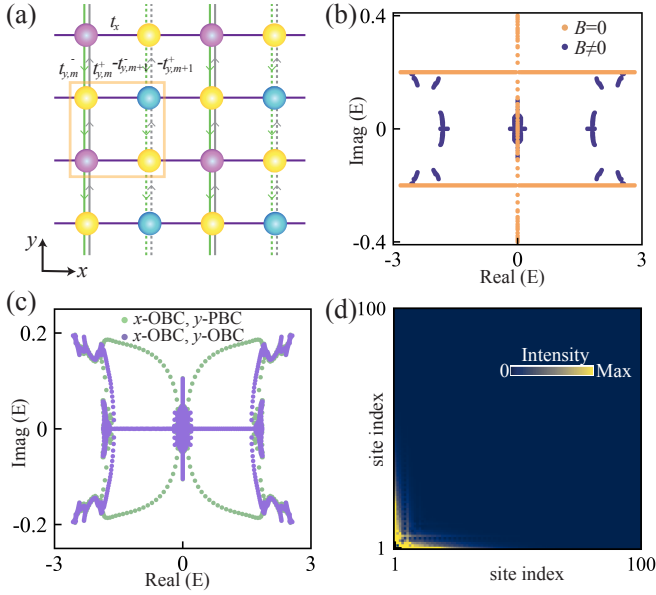 (a)
t_x
t_{y,m}^- t_{y,m}^+ -t_{y,m+1}^- -t_{y,m+1}^+
y
x
(b)
0.4
0
-0.4
Imag (E)
B=0
B≠0
-3 0 3
Real (E)
(c)
0.2
0
-0.2
Imag (E)
x-OBC, y-PBC
x-OBC, y-OBC
-3 0 3
Real (E)
(d)
100
site index
1
Intensity
0 Max
1 100
site index